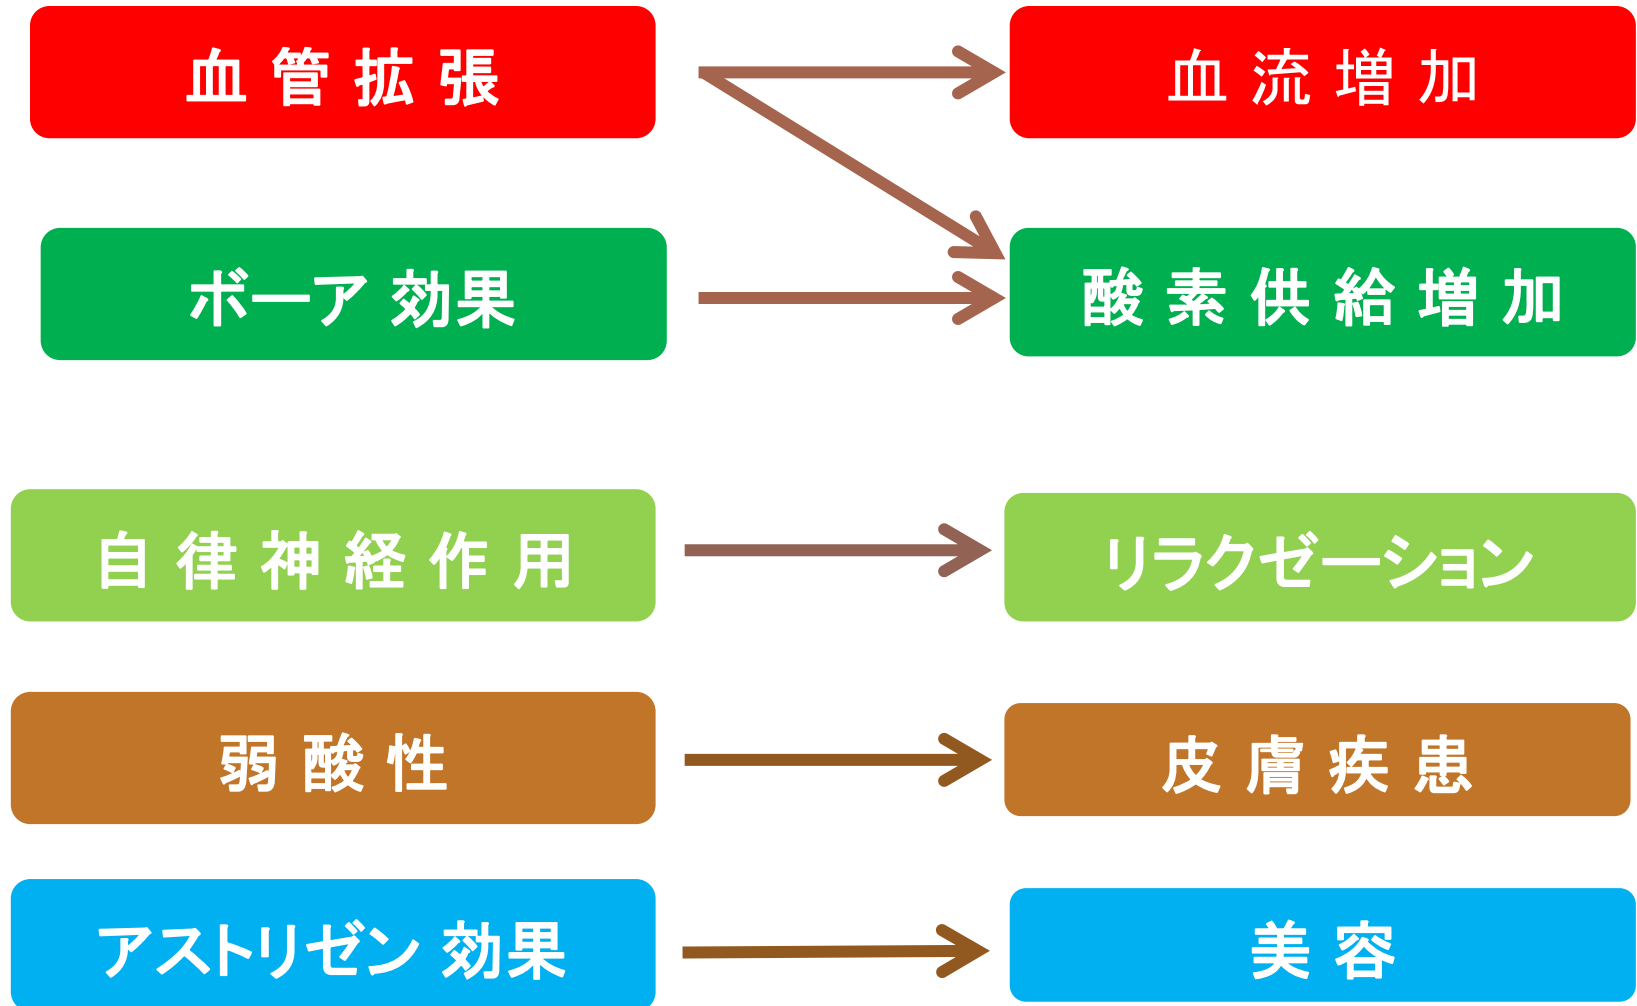 血管拡張
血流増加
ボーア 効果
酸素供給増加
自律神経作用
リラクゼーション
弱酸性
皮膚疾患
アストリゼン 効果
美容